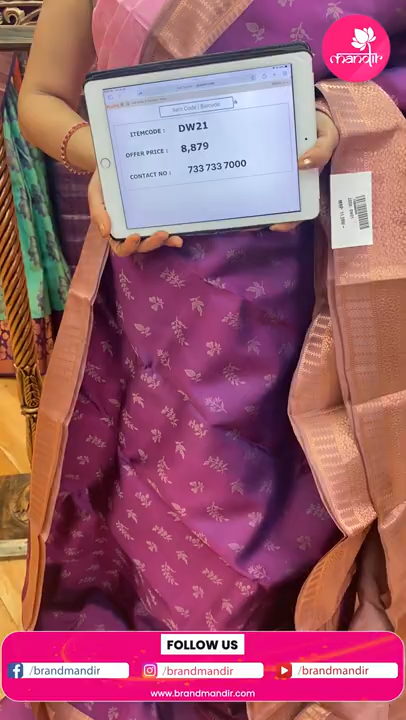 mandir
Item Code | Barcode
ITEMCODE : DW21
OFFER PRICE : 8,879
CONTACT NO : 733 733 7000
FOLLOW US
/brandmandir /brandmandir /brandmandir
www.brandmandir.com